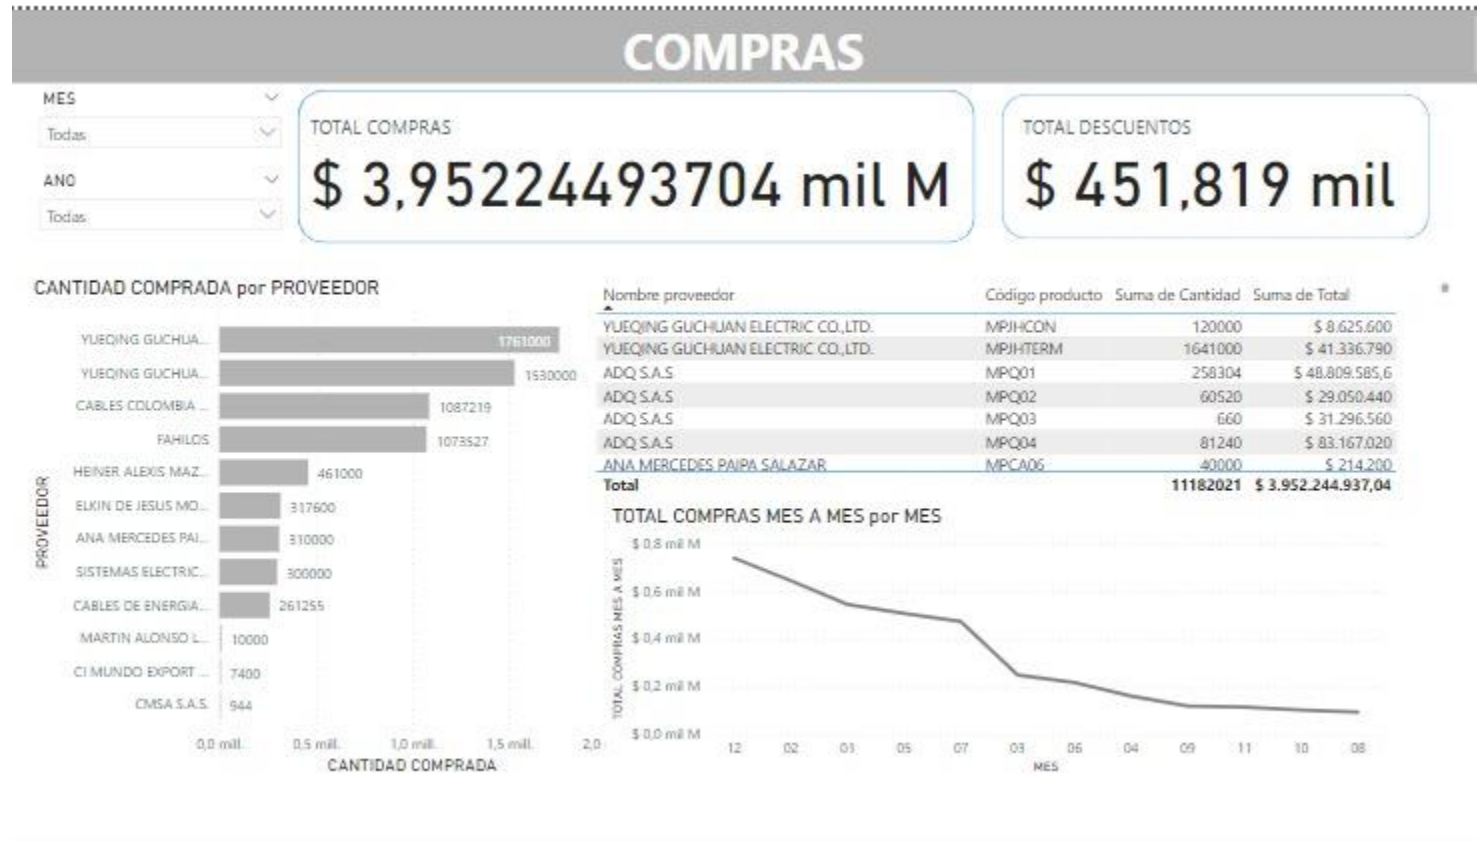 COMPRAS
MES
Todas
ANO
Todas
TOTAL COMPRAS
$ 3,95224493704 mil M
TOTAL DESCUENTOS
$ 451,819 mil
CANTIDAD COMPRADA por PROVEEDOR
PROVEEDOR
YUEQING GUCHUA... 1761000
YUEQING GUCHUA... 1530000
CABLES COLOMBIA ... 1087219
FAHILOS 1073527
HEINER ALEXIS MAZ... 461000
ELKIN DE JESUS MO... 317600
ANA MERCEDES PAI... 310000
SISTEMAS ELECTRIC... 300000
CABLES DE ENERGIA... 261255
MARTIN ALONSO L... 10000
CI MUNDO EXPORT ... 7400
CMSA S.A.S. 944
0,0 mill. 0,5 mill. 1,0 mill. 1,5 mill. 2,0
CANTIDAD COMPRADA
Nombre proveedor Código producto Suma de Cantidad Suma de Total
YUEQING GUCHUAN ELECTRIC CO.,LTD. MPJHCON 120000 $ 8.625.600
YUEQING GUCHUAN ELECTRIC CO.,LTD. MPJHTERM 1641000 $ 41.336.790
ADQ S.A.S MPQ01 258304 $ 48.809.585,6
ADQ S.A.S MPQ02 60520 $ 29.050.440
ADQ S.A.S MPQ03 660 $ 31.296.560
ADQ S.A.S MPQ04 81240 $ 83.167.020
ANA MERCEDES PAIPA SALAZAR MPCA06 40000 $ 214.200
Total 11182021 $ 3.952.244.937,04
TOTAL COMPRAS MES A MES por MES
TOTAL COMPRAS MES A MES
$ 0,8 mil M
$ 0,6 mil M
$ 0,4 mil M
$ 0,2 mil M
$ 0,0 mil M
12 02 01 05 07 03 06 04 09 11 10 08
MES